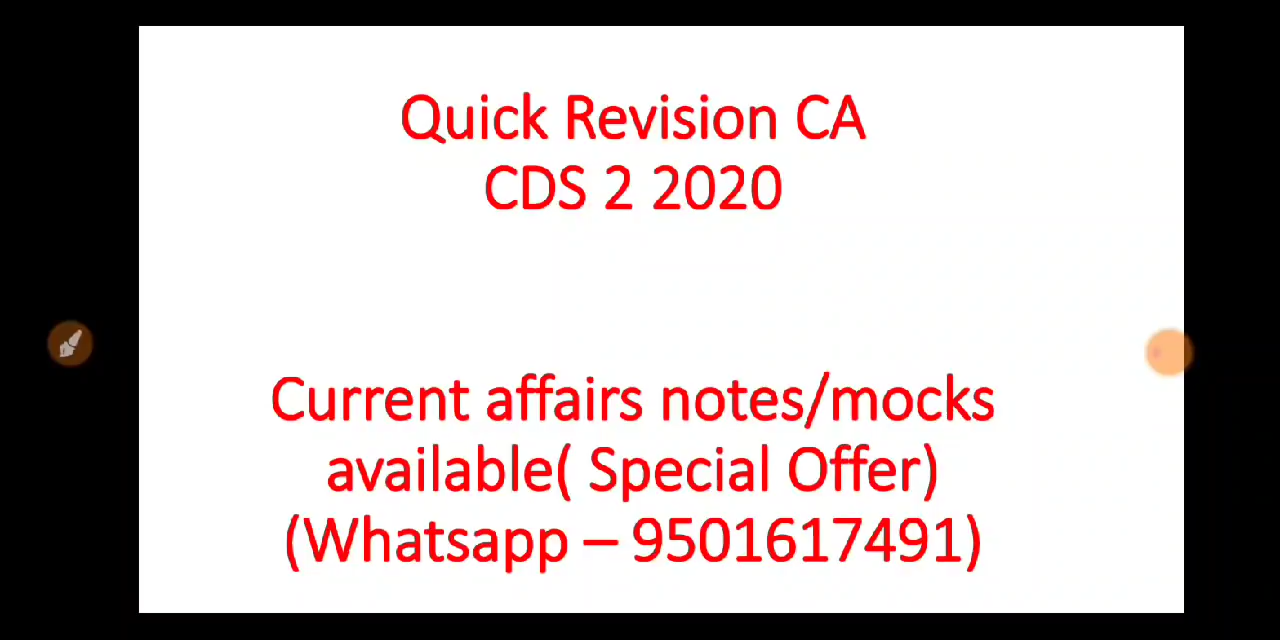 Quick Revision CA
CDS 2 2020
Current affairs notes/mocks
available( Special Offer)
(Whatsapp – 9501617491)